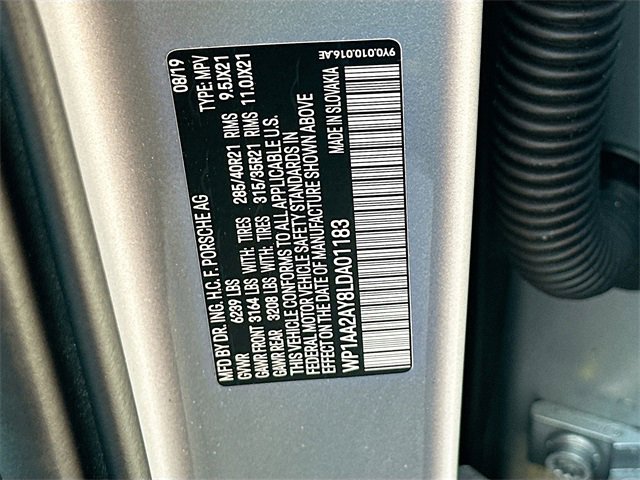 MFD BY DR. ING. H.C. F. PORSCHE AG 08/19
GVWR 6239 LBS TYPE: MPV
GAWR FRONT 3164 LBS WITH: TIRES 285/40R21 RIMS 9.5JX21
GAWR REAR 3208 LBS WITH: TIRES 315/35R21 RIMS 11.0JX21
THIS VEHICLE CONFORMS TO ALL APPLICABLE U.S.
FEDERAL MOTOR VEHICLE SAFETY STANDARDS IN
EFFECT ON THE DATE OF MANUFACTURE SHOWN ABOVE
WP1AA2AY8LDA01183 MADE IN SLOVAKIA
9Y0.010.016.AE